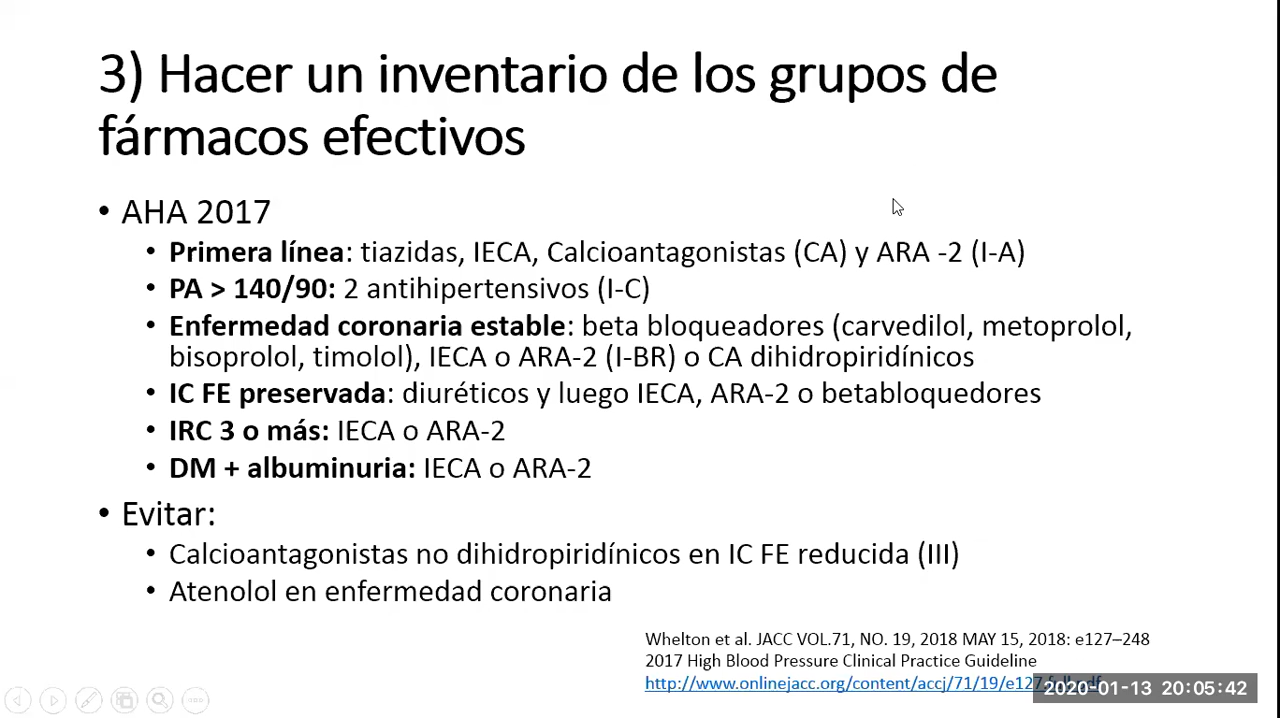 3) Hacer un inventario de los grupos de
fármacos efectivos
• AHA 2017
• Primera línea: tiazidas, IECA, Calcioantagonistas (CA) y ARA -2 (I-A)
• PA > 140/90: 2 antihipertensivos (I-C)
• Enfermedad coronaria estable: beta bloqueadores (carvedilol, metoprolol,
bisoprolol, timolol), IECA o ARA-2 (I-BR) o CA dihidropiridínicos
• IC FE preservada: diuréticos y luego IECA, ARA-2 o betabloquedores
• IRC 3 o más: IECA o ARA-2
• DM + albuminuria: IECA o ARA-2
• Evitar:
• Calcioantagonistas no dihidropiridínicos en IC FE reducida (III)
• Atenolol en enfermedad coronaria
Whelton et al. JACC VOL.71, NO. 19, 2018 MAY 15, 2018: e127–248
2017 High Blood Pressure Clinical Practice Guideline
http://www.onlinejacc.org/content/accj/71/19/e127
2020-01-13 20:05:42